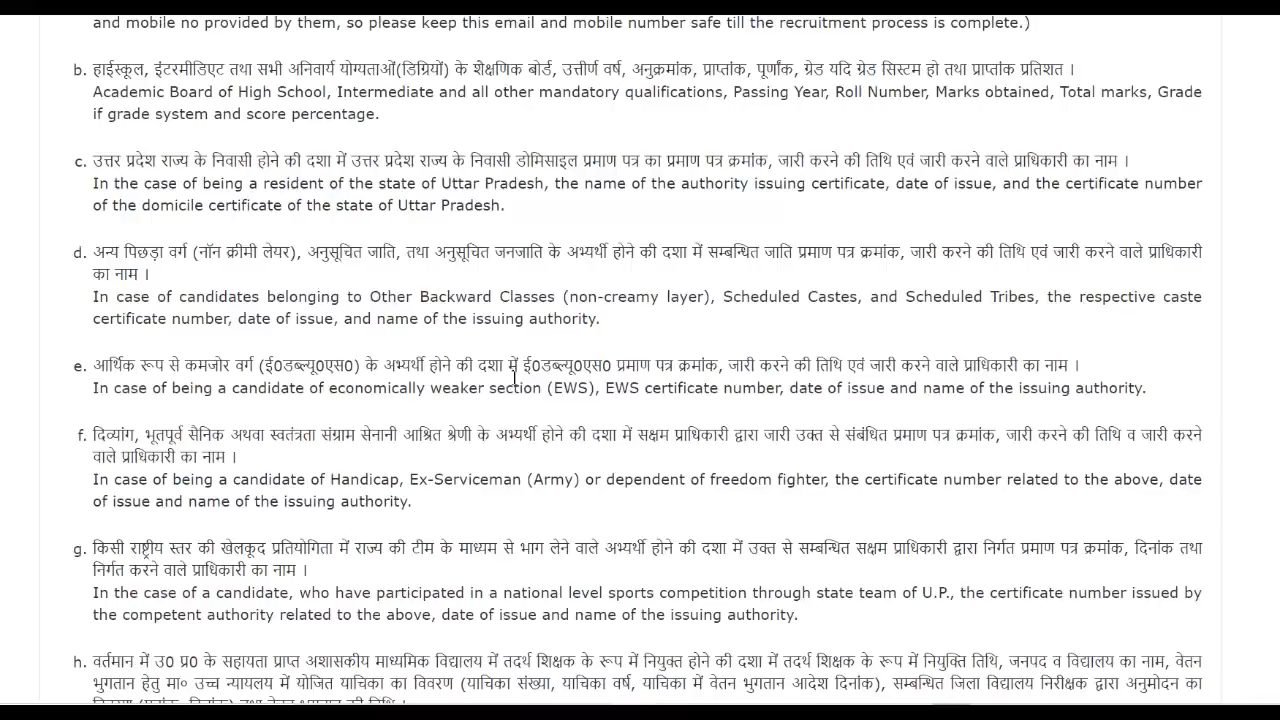 and mobile no provided by them, so please keep this email and mobile number safe till the recruitment process is complete.)
b. हाईस्कूल, इंटरमीडिएट तथा सभी अनिवार्य योग्यताओं(डिग्रियों) के शैक्षणिक बोर्ड, उत्तीर्ण वर्ष, अनुक्रमांक, प्राप्तांक, पूर्णांक, ग्रेड यदि ग्रेड सिस्टम हो तथा प्राप्तांक प्रतिशत ।
Academic Board of High School, Intermediate and all other mandatory qualifications, Passing Year, Roll Number, Marks obtained, Total marks, Grade
if grade system and score percentage.
c. उत्तर प्रदेश राज्य के निवासी होने की दशा में उत्तर प्रदेश राज्य के निवासी डोमिसाइल प्रमाण पत्र का प्रमाण पत्र क्रमांक, जारी करने की तिथि एवं जारी करने वाले प्राधिकारी का नाम ।
In the case of being a resident of the state of Uttar Pradesh, the name of the authority issuing certificate, date of issue, and the certificate number
of the domicile certificate of the state of Uttar Pradesh.
d. अन्य पिछड़ा वर्ग (नॉन क्रीमी लेयर), अनुसूचित जाति, तथा अनुसूचित जनजाति के अभ्यर्थी होने की दशा में सम्बन्धित जाति प्रमाण पत्र क्रमांक, जारी करने की तिथि एवं जारी करने वाले प्राधिकारी
का नाम ।
In case of candidates belonging to Other Backward Classes (non-creamy layer), Scheduled Castes, and Scheduled Tribes, the respective caste
certificate number, date of issue, and name of the issuing authority.
e. आर्थिक रूप से कमजोर वर्ग (ई0डब्ल्यू0एस0) के अभ्यर्थी होने की दशा में ई0डब्ल्यू0एस0 प्रमाण पत्र क्रमांक, जारी करने की तिथि एवं जारी करने वाले प्राधिकारी का नाम ।
In case of being a candidate of economically weaker section (EWS), EWS certificate number, date of issue and name of the issuing authority.
f. दिव्यांग, भूतपूर्व सैनिक अथवा स्वतंत्रता संग्राम सेनानी आश्रित श्रेणी के अभ्यर्थी होने की दशा में सक्षम प्राधिकारी द्वारा जारी उक्त से संबंधित प्रमाण पत्र क्रमांक, जारी करने की तिथि व जारी करने
वाले प्राधिकारी का नाम ।
In case of being a candidate of Handicap, Ex-Serviceman (Army) or dependent of freedom fighter, the certificate number related to the above, date
of issue and name of the issuing authority.
g. किसी राष्ट्रीय स्तर की खेलकूद प्रतियोगिता में राज्य की टीम के माध्यम से भाग लेने वाले अभ्यर्थी होने की दशा में उक्त से सम्बन्धित सक्षम प्राधिकारी द्वारा निर्गत प्रमाण पत्र क्रमांक, दिनांक तथा
निर्गत करने वाले प्राधिकारी का नाम ।
In the case of a candidate, who have participated in a national level sports competition through state team of U.P., the certificate number issued by
the competent authority related to the above, date of issue and name of the issuing authority.
h. वर्तमान में उ0 प्र0 के सहायता प्राप्त अशासकीय माध्यमिक विद्यालय में तदर्थ शिक्षक के रूप में नियुक्त होने की दशा में तदर्थ शिक्षक के रूप में नियुक्ति तिथि, जनपद व विद्यालय का नाम, वेतन
भुगतान हेतु मा० उच्च न्यायलय में योजित याचिका का विवरण (याचिका संख्या, याचिका वर्ष, याचिका में वेतन भुगतान आदेश दिनांक), सम्बन्धित जिला विद्यालय निरीक्षक द्वारा अनुमोदन का